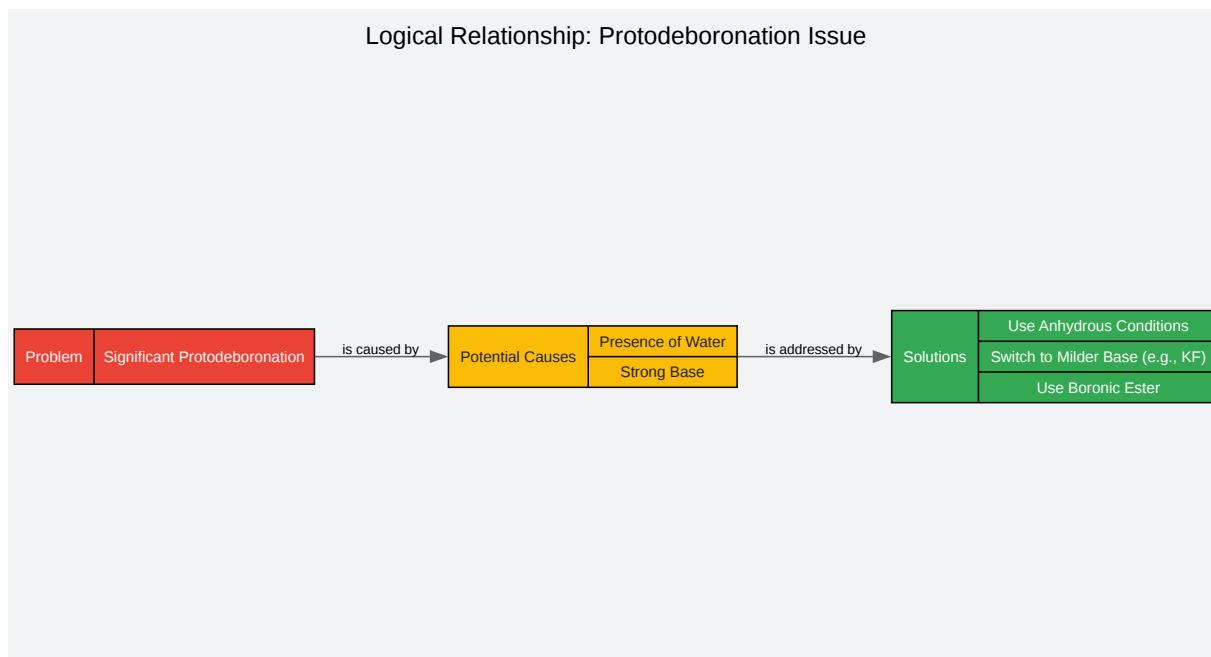 Logical Relationship: Protodeboronation Issue
Problem
Significant Protodeboronation
is caused by
Potential Causes
Presence of Water
Strong Base
is addressed by
Solutions
Use Anhydrous Conditions
Switch to Milder Base (e.g., KF)
Use Boronic Ester